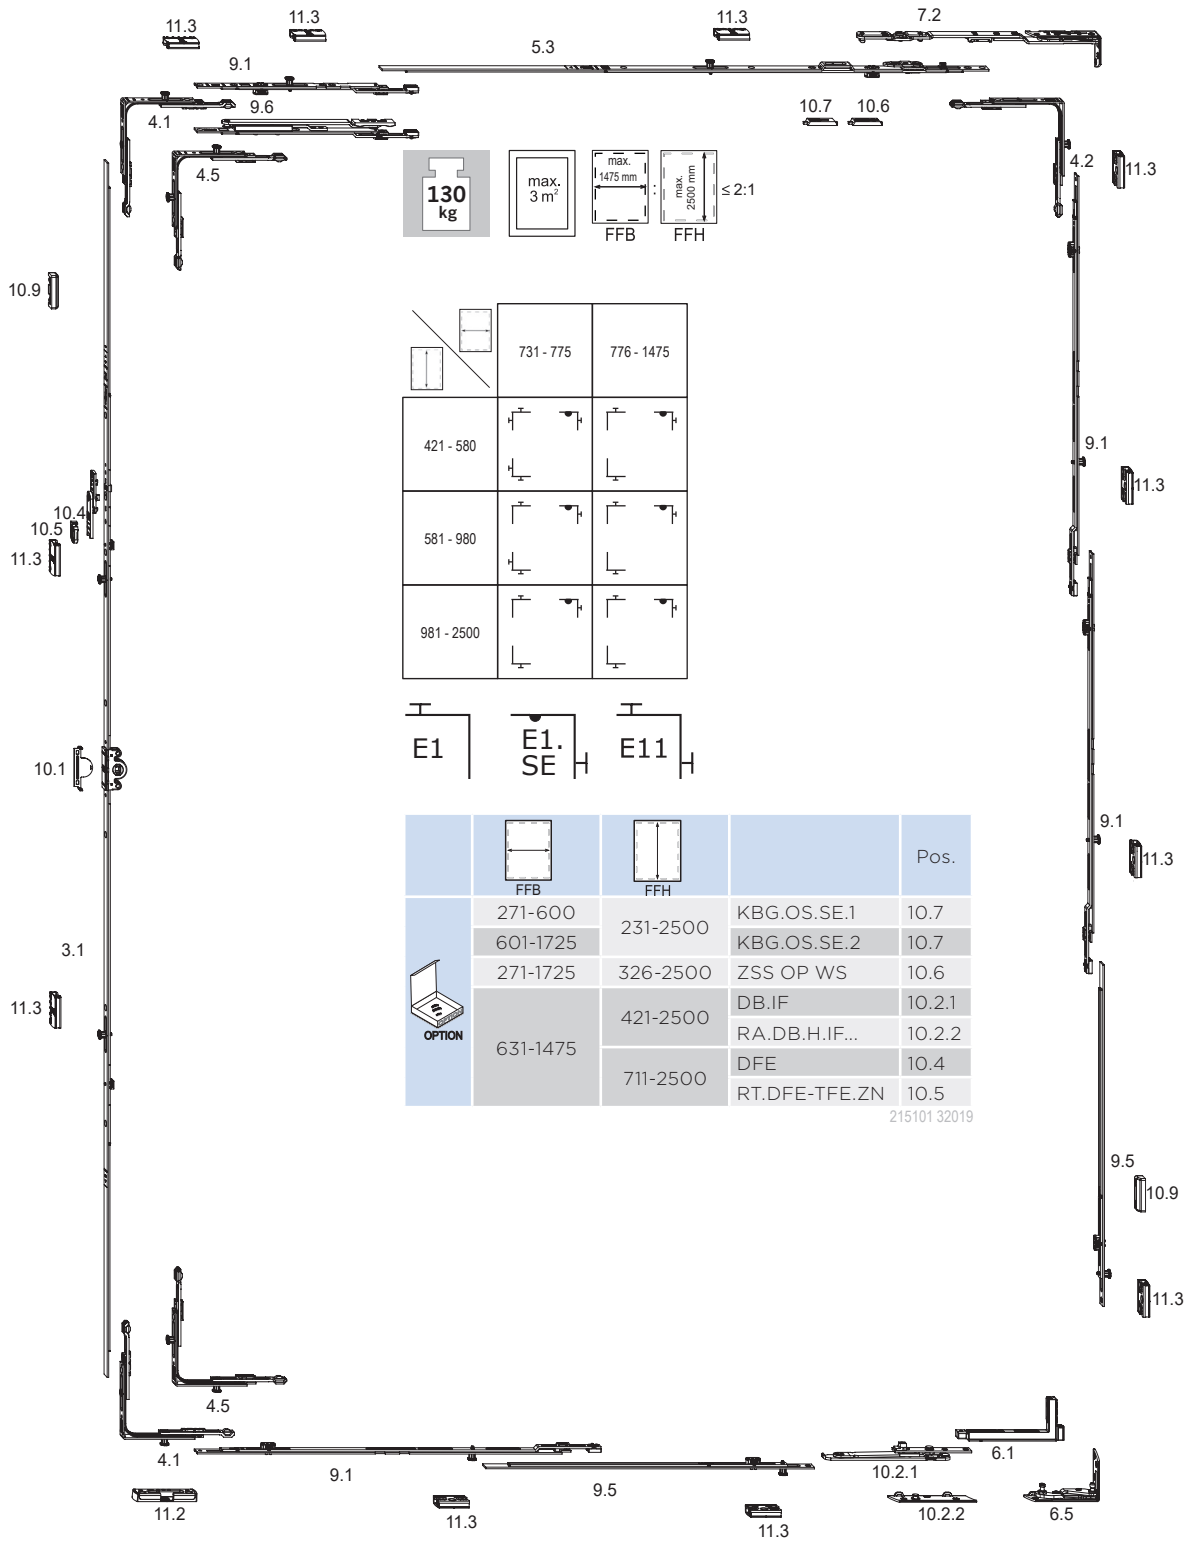 11.3
11.3
11.3
7.2
5.3
9.1
4.1
9.6
4.5
10.7
10.6
4.2
11.3
130
kg
max.
3 m²
max.
1475 mm
FFB
:
max.
2500 mm
FFH
≤ 2:1
10.9
731 - 775
776 - 1475
421 - 580
581 - 980
981 - 2500
9.1
11.3
10.4
10.5
11.3
E1
E1.
SE
E11
10.1
9.1
11.3
FFB
FFH
Pos.
271-600
231-2500
KBG.OS.SE.1
10.7
601-1725
KBG.OS.SE.2
10.7
271-1725
326-2500
ZSS OP WS
10.6
OPTION
631-1475
421-2500
DB.IF
10.2.1
RA.DB.H.IF...
10.2.2
711-2500
DFE
10.4
RT.DFE-TFE.ZN
10.5
215101 32019
3.1
11.3
9.5
10.9
11.3
4.5
4.1
9.1
9.5
10.2.1
6.1
11.2
11.3
11.3
10.2.2
6.5